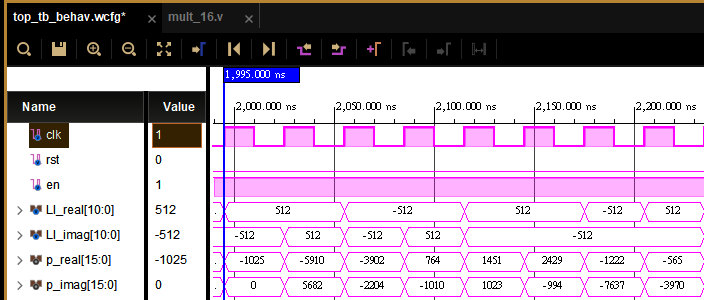 top_tb_behav.wcfg* × mult_16.v ×
1,995.000 ns
Name Value
2,000.000 ns 2,050.000 ns 2,100.000 ns 2,150.000 ns 2,200.000 ns
clk 1
rst 0
en 1
LI_real[10:0] 512 512 -512 512 -512 512
LI_imag[10:0] -512 -512 512 -512 512 -512
p_real[15:0] -1025 -1025 -5910 -3902 764 1451 2429 -1222 -565
p_imag[15:0] 0 0 5682 -2204 -1010 1023 -994 -7637 -3970